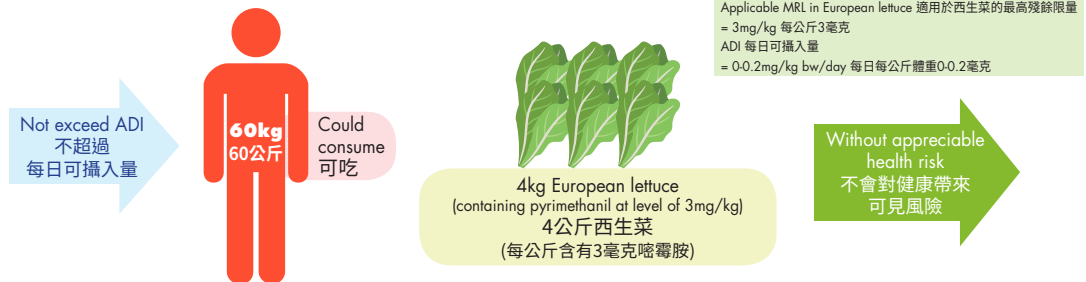 Applicable MRL in European lettuce 適用於西生菜的最高殘餘限量
= 3mg/kg 每公斤3毫克
ADI 每日可攝入量
= 0-0.2mg/kg bw/day 每日每公斤體重0-0.2毫克
Not exceed ADI
不超過
每日可攝入量
60kg
60公斤
Could
consume
可吃
4kg European lettuce
(containing pyrimethanil at level of 3mg/kg)
4公斤西生菜
(每公斤含有3毫克嘧霉胺)
Without appreciable
health risk
不會對健康帶來
可見風險